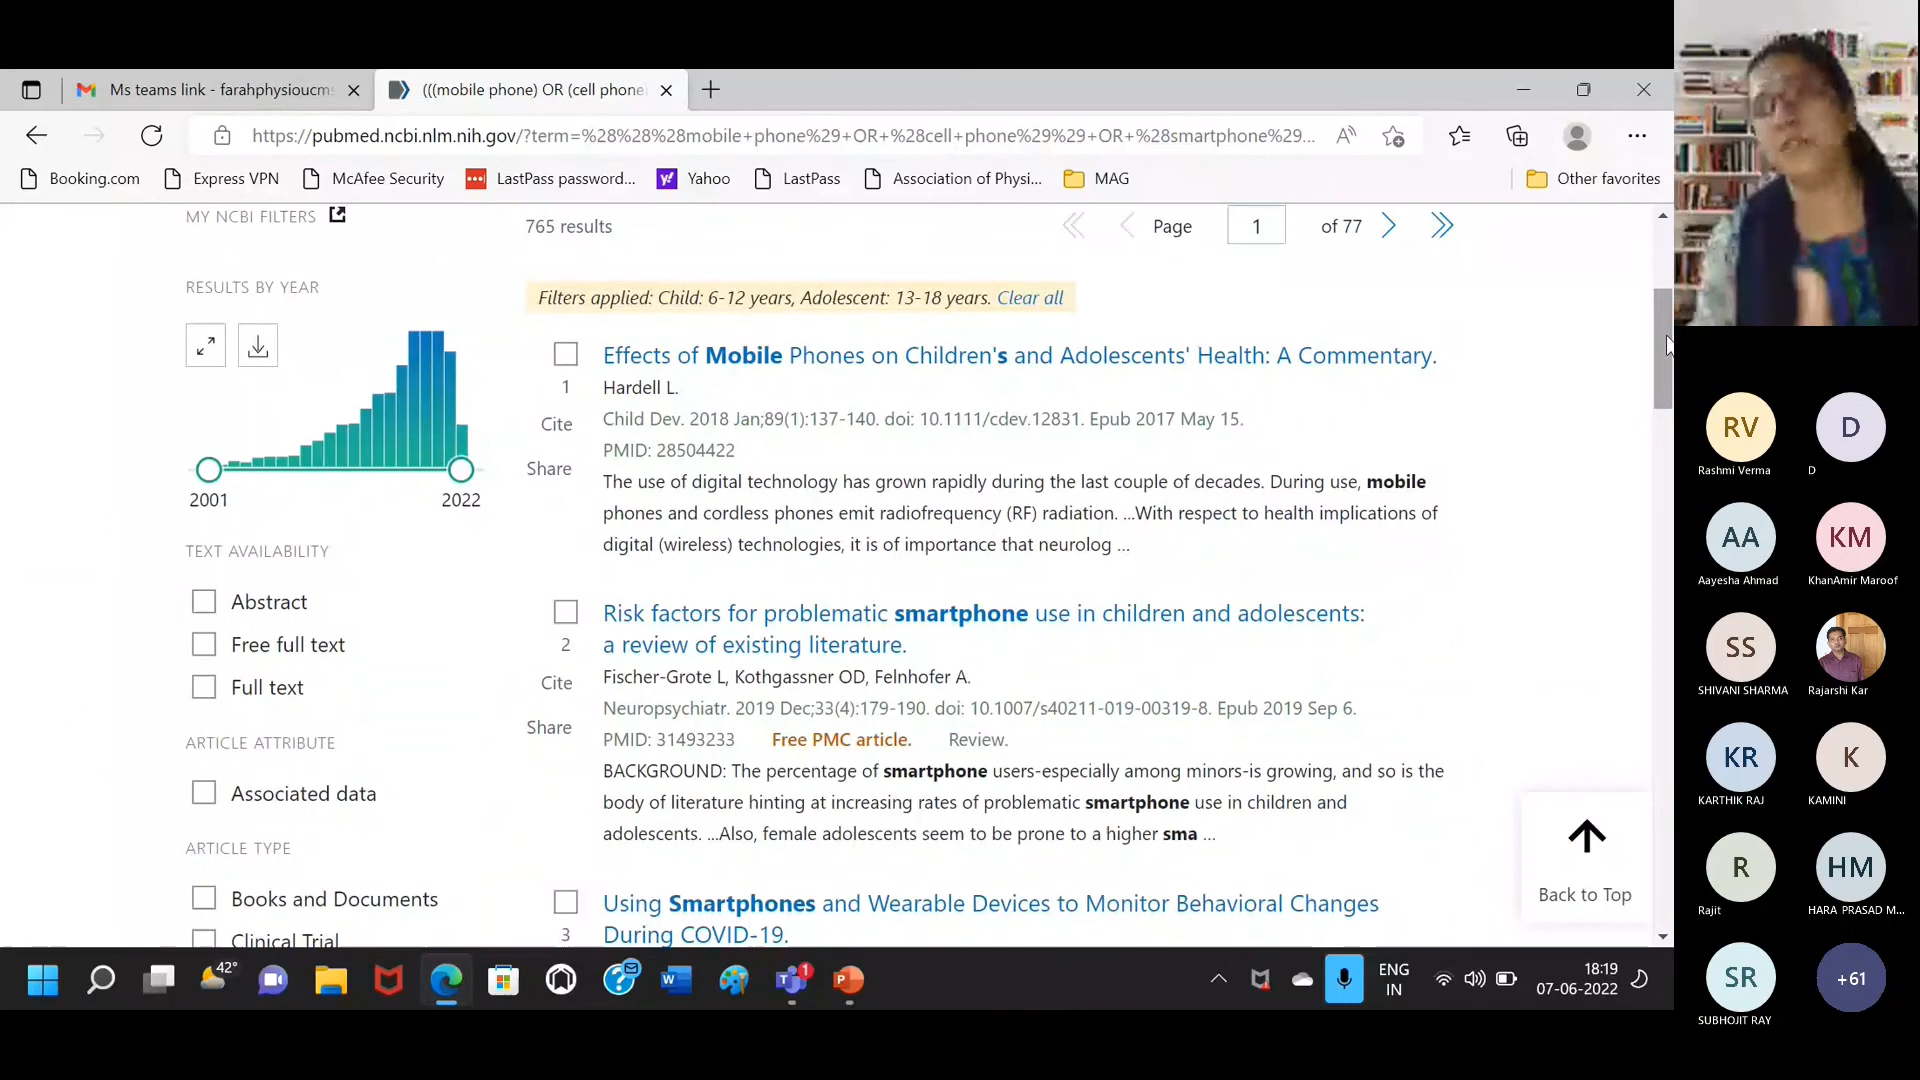 Ms teams link - farahphysioucms
(((mobile phone) OR (cell phone)
https://pubmed.ncbi.nlm.nih.gov/?term=%28%28%28mobile+phone%29+OR+%28cell+phone%29%29+OR+%28smartphone%29...
Booking.com
Express VPN
McAfee Security
LastPass password...
Yahoo
LastPass
Association of Physi...
MAG
Other favorites
MY NCBI FILTERS
765 results
Page 1 of 77
RESULTS BY YEAR
2001
2022
TEXT AVAILABILITY
Abstract
Free full text
Full text
ARTICLE ATTRIBUTE
Associated data
ARTICLE TYPE
Books and Documents
Clinical Trial
Filters applied: Child: 6-12 years, Adolescent: 13-18 years. Clear all
Effects of Mobile Phones on Children's and Adolescents' Health: A Commentary.
1
Hardell L.
Cite
Child Dev. 2018 Jan;89(1):137-140. doi: 10.1111/cdev.12831. Epub 2017 May 15.
PMID: 28504422
Share
The use of digital technology has grown rapidly during the last couple of decades. During use, mobile
phones and cordless phones emit radiofrequency (RF) radiation. ...With respect to health implications of
digital (wireless) technologies, it is of importance that neurolog ...
Risk factors for problematic smartphone use in children and adolescents:
2
a review of existing literature.
Cite
Fischer-Grote L, Kothgassner OD, Felnhofer A.
Neuropsychiatr. 2019 Dec;33(4):179-190. doi: 10.1007/s40211-019-00319-8. Epub 2019 Sep 6.
Share
PMID: 31493233 Free PMC article. Review.
BACKGROUND: The percentage of smartphone users-especially among minors-is growing, and so is the
body of literature hinting at increasing rates of problematic smartphone use in children and
adolescents. ...Also, female adolescents seem to be prone to a higher sma ...
Using Smartphones and Wearable Devices to Monitor Behavioral Changes
3
During COVID-19.
Back to Top
42°
1
ENG
IN
18:19
07-06-2022
RV
Rashmi Verma
D
D
AA
Aayesha Ahmad
KM
KhanAmir Maroof
SS
SHIVANI SHARMA
Rajarshi Kar
KR
KARTHIK RAJ
K
KAMINI
R
Rajit
HM
HARA PRASAD M...
SR
SUBHOJIT RAY
+61